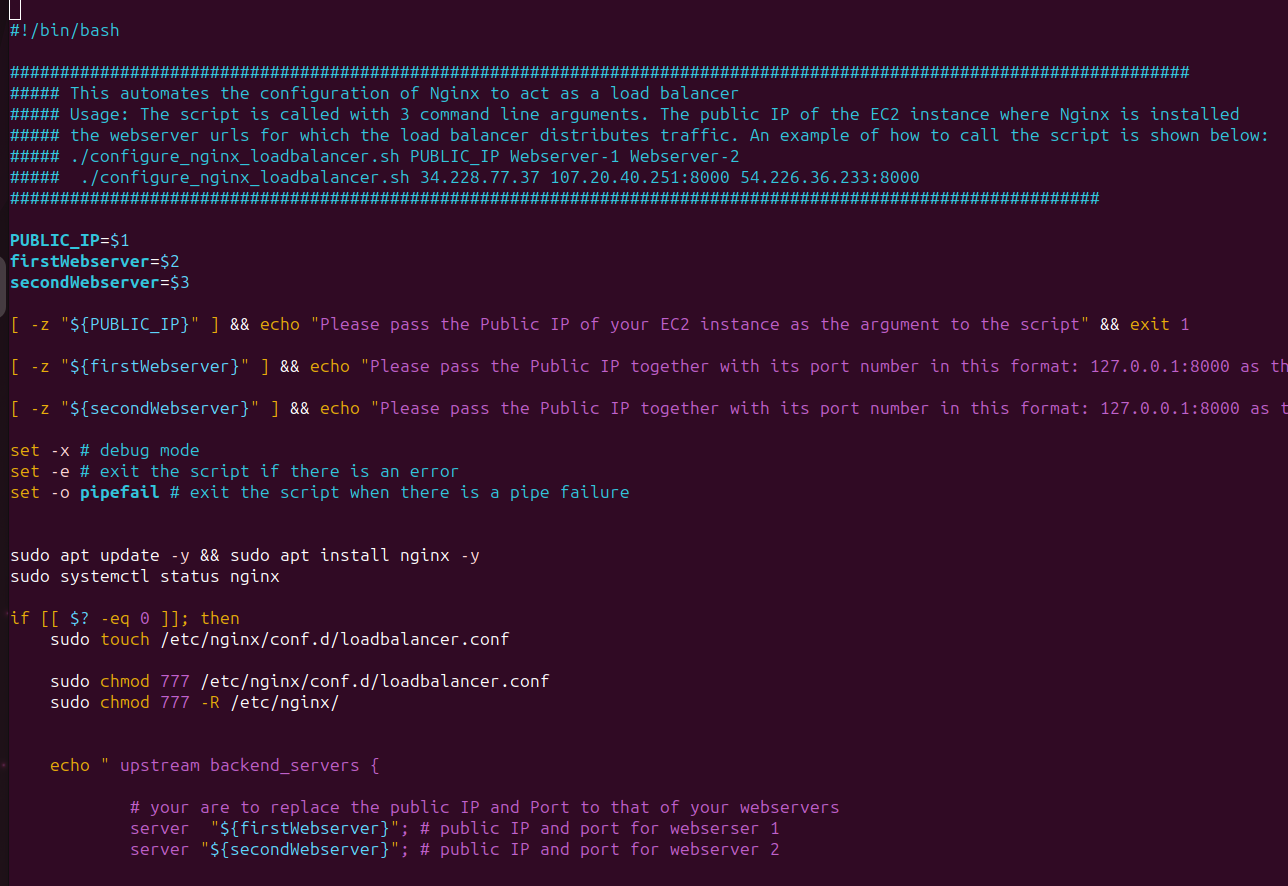 #!/bin/bash
######################################################################################################################
##### This automates the configuration of Nginx to act as a load balancer
##### Usage: The script is called with 3 command line arguments. The public IP of the EC2 instance where Nginx is installed
##### the webserver urls for which the load balancer distributes traffic. An example of how to call the script is shown below:
##### ./configure_nginx_loadbalancer.sh PUBLIC_IP Webserver-1 Webserver-2
#####  ./configure_nginx_loadbalancer.sh 34.228.77.37 107.20.40.251:8000 54.226.36.233:8000
#############################################################################################################
PUBLIC_IP=$1
firstWebserver=$2
secondWebserver=$3
[ -z "${PUBLIC_IP}" ] && echo "Please pass the Public IP of your EC2 instance as the argument to the script" && exit 1
[ -z "${firstWebserver}" ] && echo "Please pass the Public IP together with its port number in this format: 127.0.0.1:8000 as th
[ -z "${secondWebserver}" ] && echo "Please pass the Public IP together with its port number in this format: 127.0.0.1:8000 as t
set -x # debug mode
set -e # exit the script if there is an error
set -o pipefail # exit the script when there is a pipe failure
sudo apt update -y && sudo apt install nginx -y
sudo systemctl status nginx
if [[ $? -eq 0 ]]; then
    sudo touch /etc/nginx/conf.d/loadbalancer.conf
    sudo chmod 777 /etc/nginx/conf.d/loadbalancer.conf
    sudo chmod 777 -R /etc/nginx/
    echo " upstream backend_servers {
            # your are to replace the public IP and Port to that of your webservers
            server  "${firstWebserver}"; # public IP and port for webserser 1
            server "${secondWebserver}"; # public IP and port for webserver 2